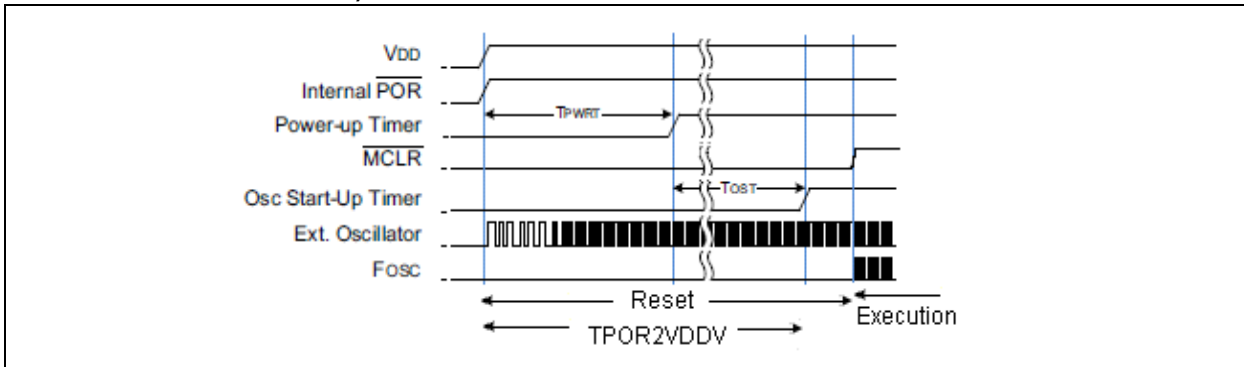 VDD
Internal POR
TPWRT
Power-up Timer
MCLR
TOST
Osc Start-Up Timer
Ext. Oscillator
FOSC
Reset
Execution
TPOR2VDDV